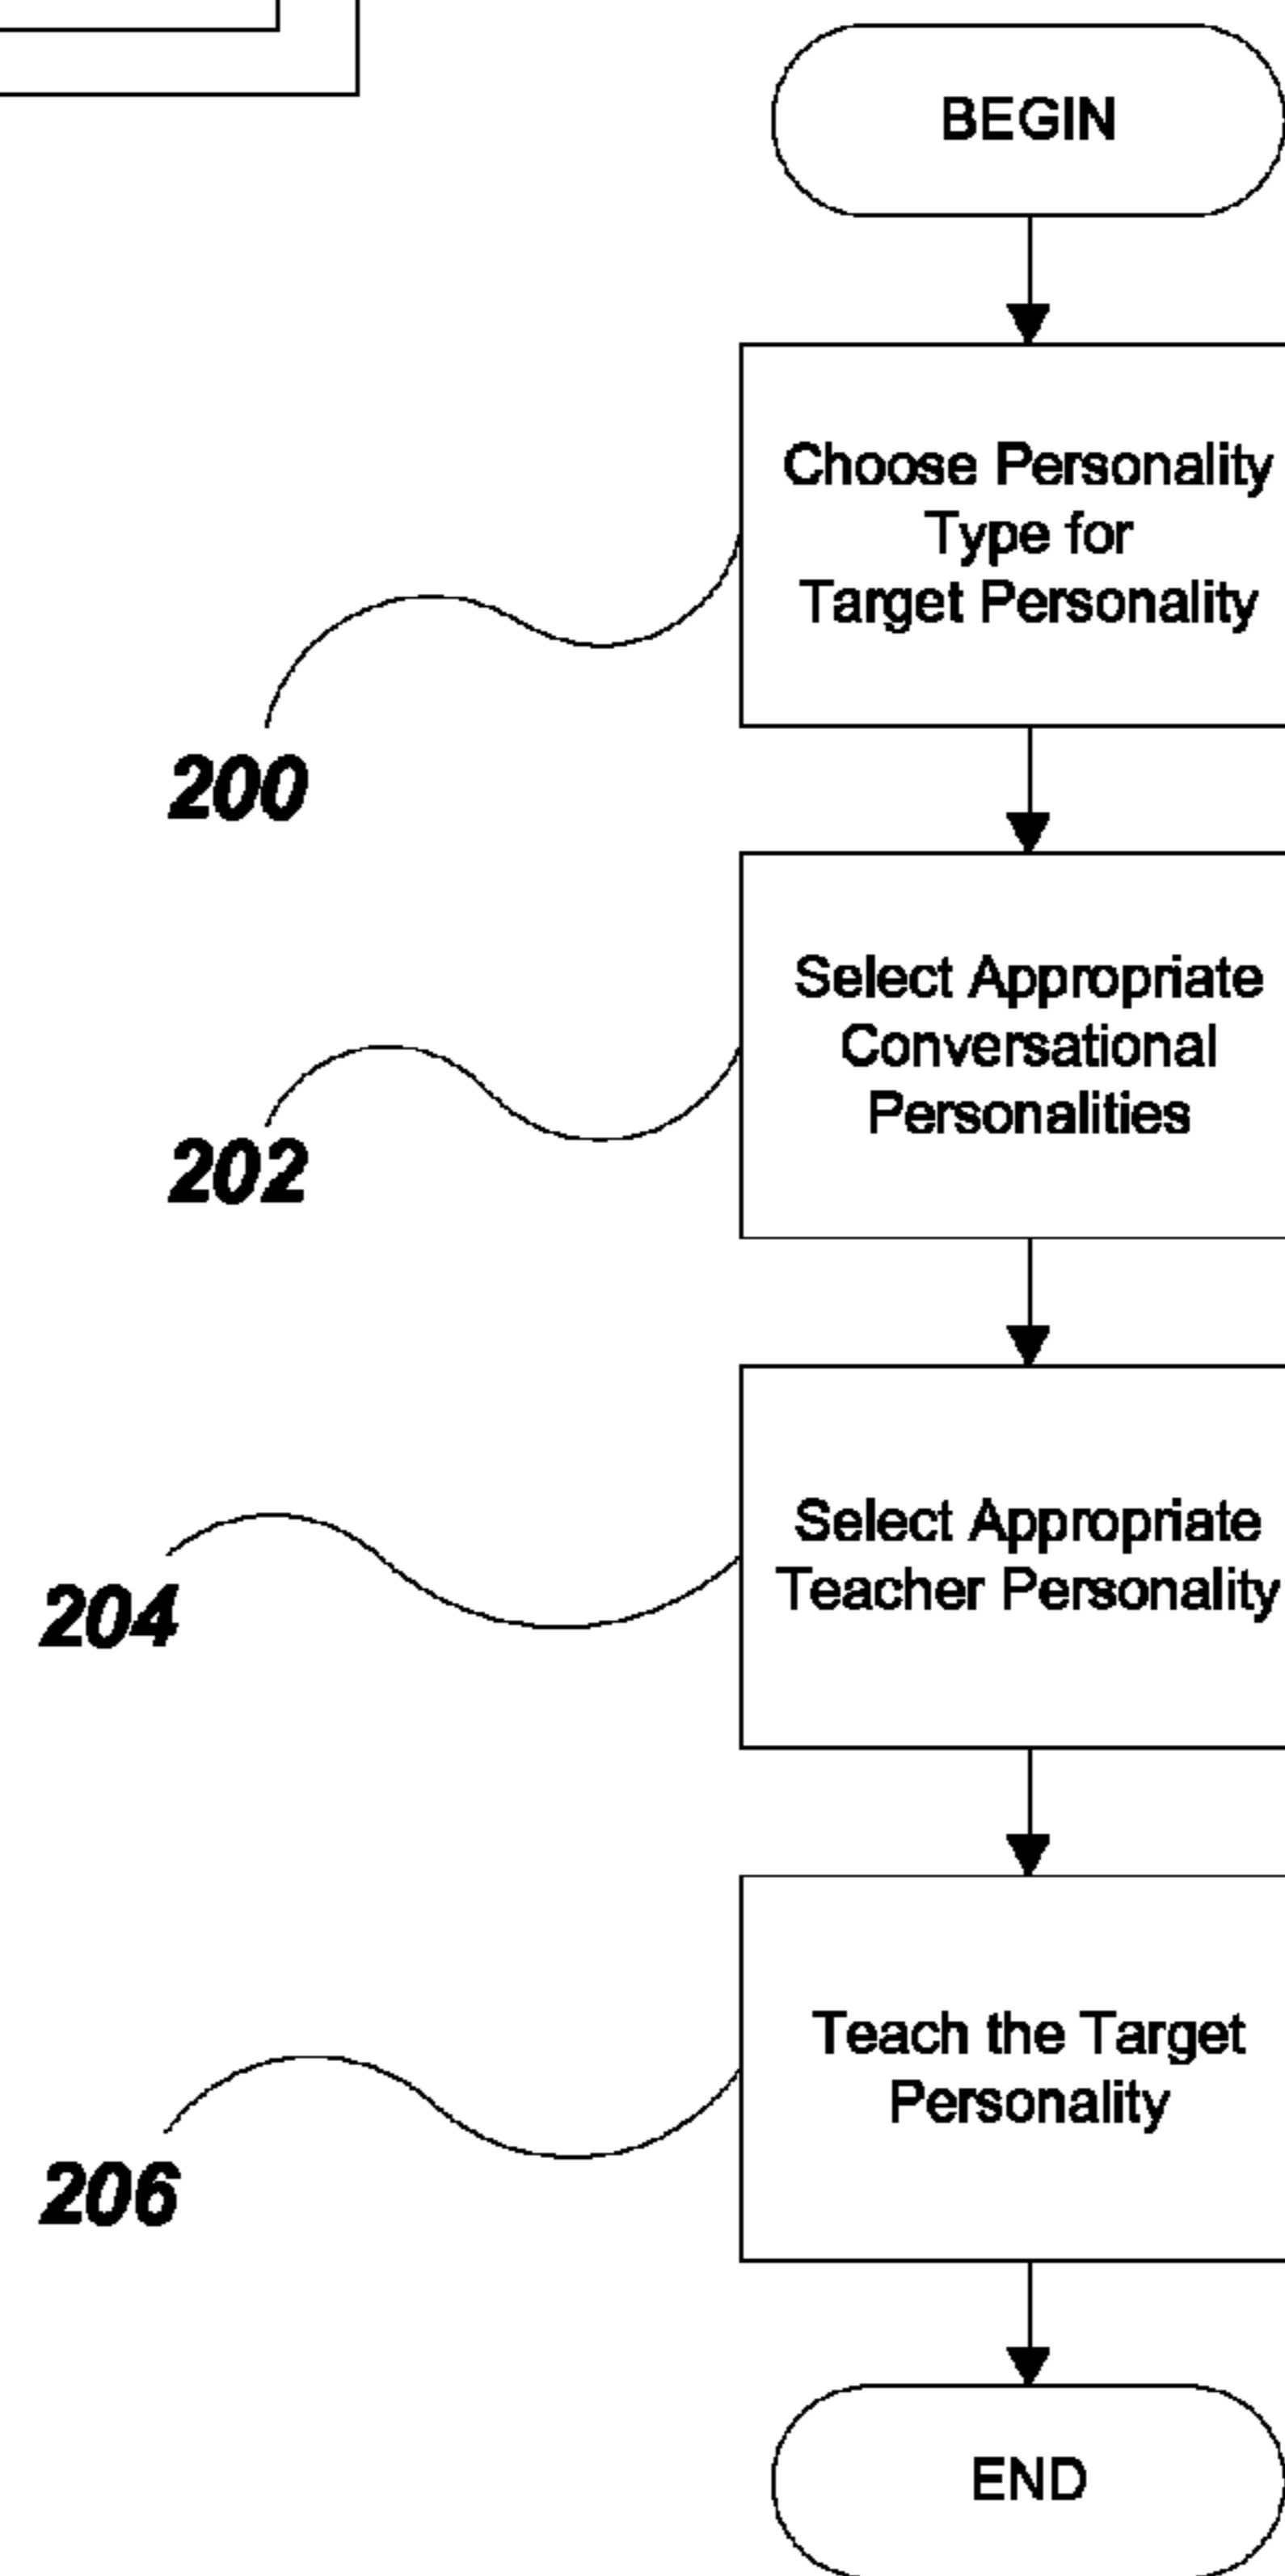 BEGIN
Choose Personality
Type for
Target Personality
200
Select Appropriate
Conversational
Personalities
202
Select Appropriate
Teacher Personality
204
Teach the Target
Personality
206
END